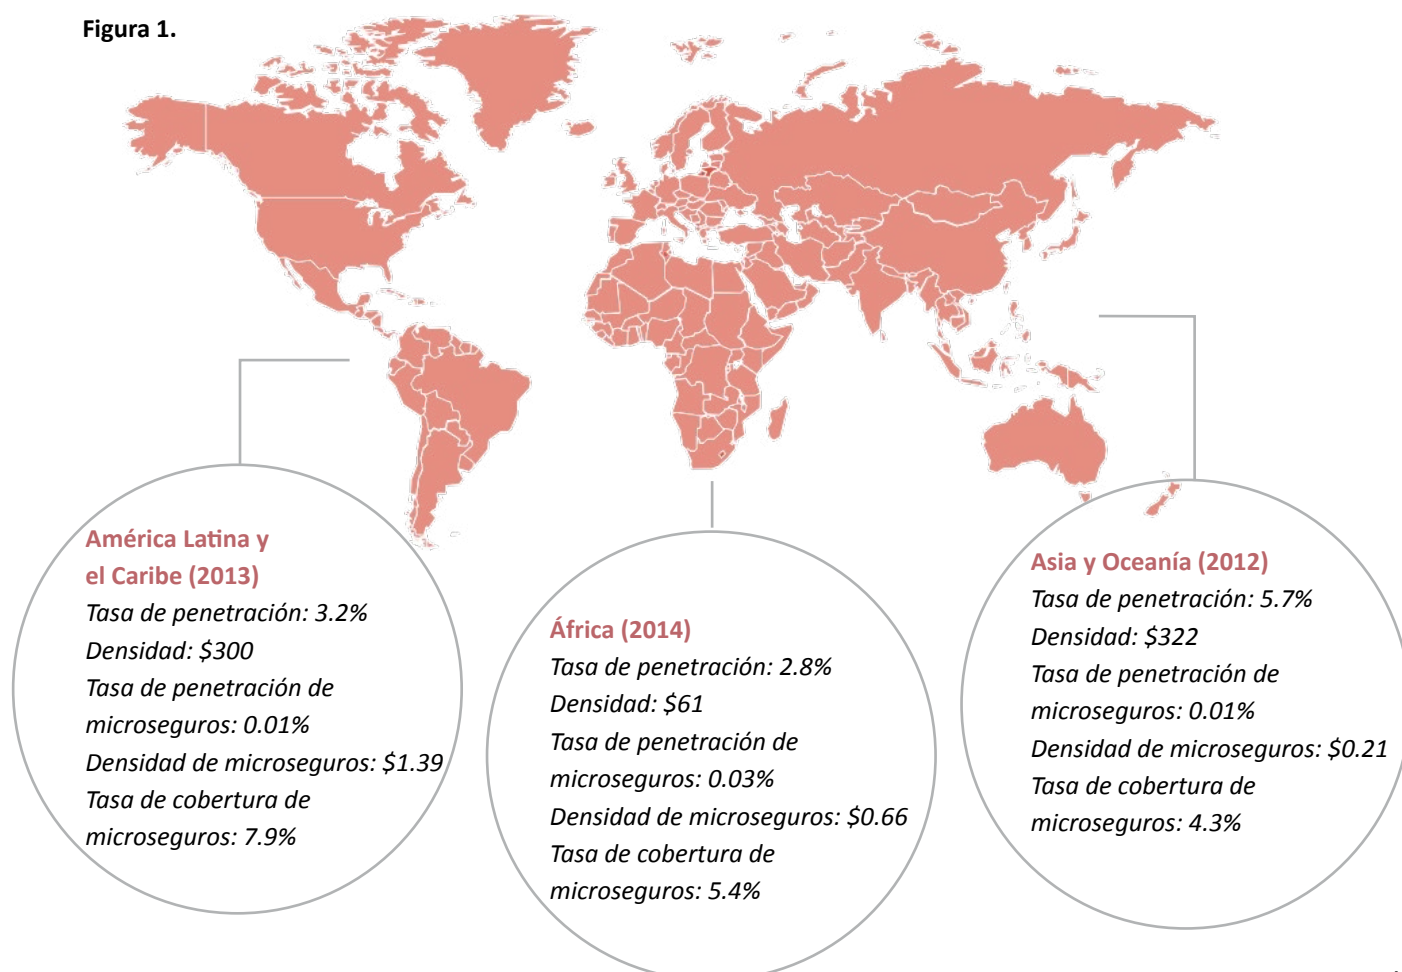 Figura 1.
América Latina y
el Caribe (2013)
Tasa de penetración: 3.2%
Densidad: $300
Tasa de penetración de
microseguros: 0.01%
Densidad de microseguros: $1.39
Tasa de cobertura de
microseguros: 7.9%
África (2014)
Tasa de penetración: 2.8%
Densidad: $61
Tasa de penetración de
microseguros: 0.03%
Densidad de microseguros: $0.66
Tasa de cobertura de
microseguros: 5.4%
Asia y Oceanía (2012)
Tasa de penetración: 5.7%
Densidad: $322
Tasa de penetración de
microseguros: 0.01%
Densidad de microseguros: $0.21
Tasa de cobertura de
microseguros: 4.3%